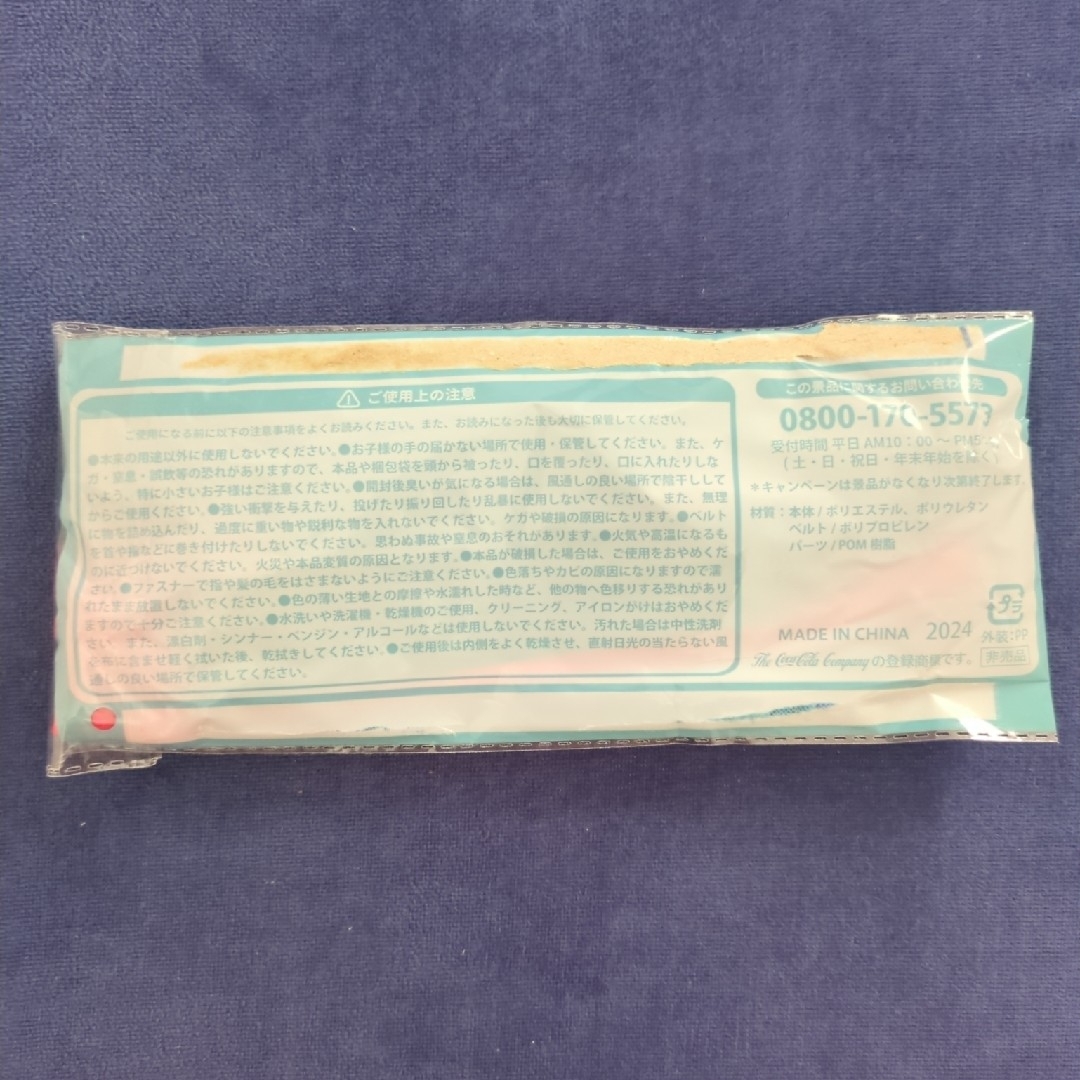 ご使用上の注意
ご使用になる前に以下の注意事項をよくお読みください。また、お読みになった後も大切に保管してください。
●本来の用途以外に使用しないでください。●お子様の手の届かない場所で使用・保管してください。また、ケ
ガ・窒息・誤飲等の恐れがありますので、本品や梱包袋を頭から被ったり、口を覆ったり、口に入れたりしな
いよう、特に小さいお子様はご注意ください。●開封後臭いが気になる場合は、風通しの良い場所で陰干しして
からご使用ください。●強い衝撃を与えたり、投げたり振り回したり乱暴に使用しないでください。また、無理
に物を詰め込んだり、過度に重い物や鋭利な物を入れないでください。ケガや破損の原因になります。●ベルト
を首や指などに巻き付けたりしないでください。思わぬ事故や窒息のおそれがあります。●火気や高温になるも
のに近づけないでください。火災や本品変質の原因となります。●本品が破損した場合は、ご使用をおやめくだ
さい。●ファスナーで指や髪の毛をはさまないようにご注意ください。●色落ちやカビの原因になりますので濡
れたまま放置しないでください。●色の薄い生地との摩擦や水濡れした時など、他の物へ色移りする恐れがあり
ますので十分ご注意ください。●水洗いや洗濯機・乾燥機のご使用、クリーニング、アイロンがけはおやめくだ
さい。また、漂白剤・シンナー・ベンジン・アルコールなどは使用しないでください。汚れた場合は中性洗剤
を布に含ませ軽く拭いた後、乾拭きしてください。●ご使用後は内側をよく乾燥させ、直射日光の当たらない風
通しの良い場所で保管してください。
この景品に関するお問い合わせ先
0800-170-5573
受付時間 平日 AM10：00 ～ PM5
(土・日・祝日・年末年始を除く)
＊キャンペーンは景品がなくなり次第終了します。
材質：本体 / ポリエステル、ポリウレタン
ベルト / ポリプロピレン
パーツ / POM 樹脂
プラ
MADE IN CHINA 2024 外装:PP
The Coca-Cola Company の登録商標です。 非売品